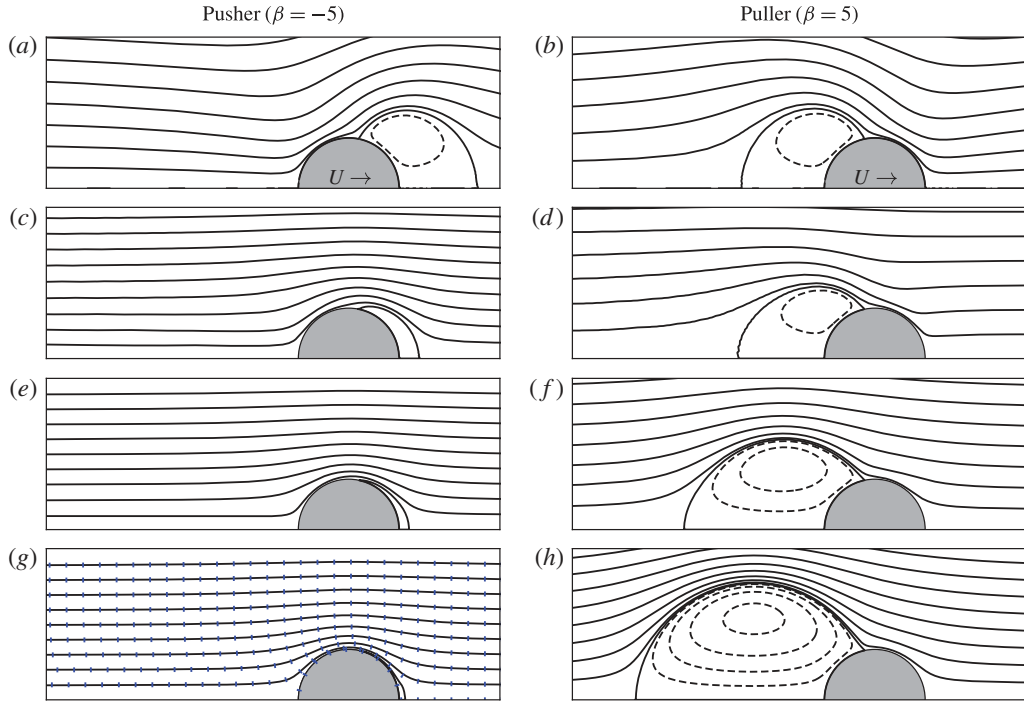 Pusher (β = −5) Puller (β = 5)
(a) (b)
U → U →
(c) (d)
(e) (f)
(g) (h)